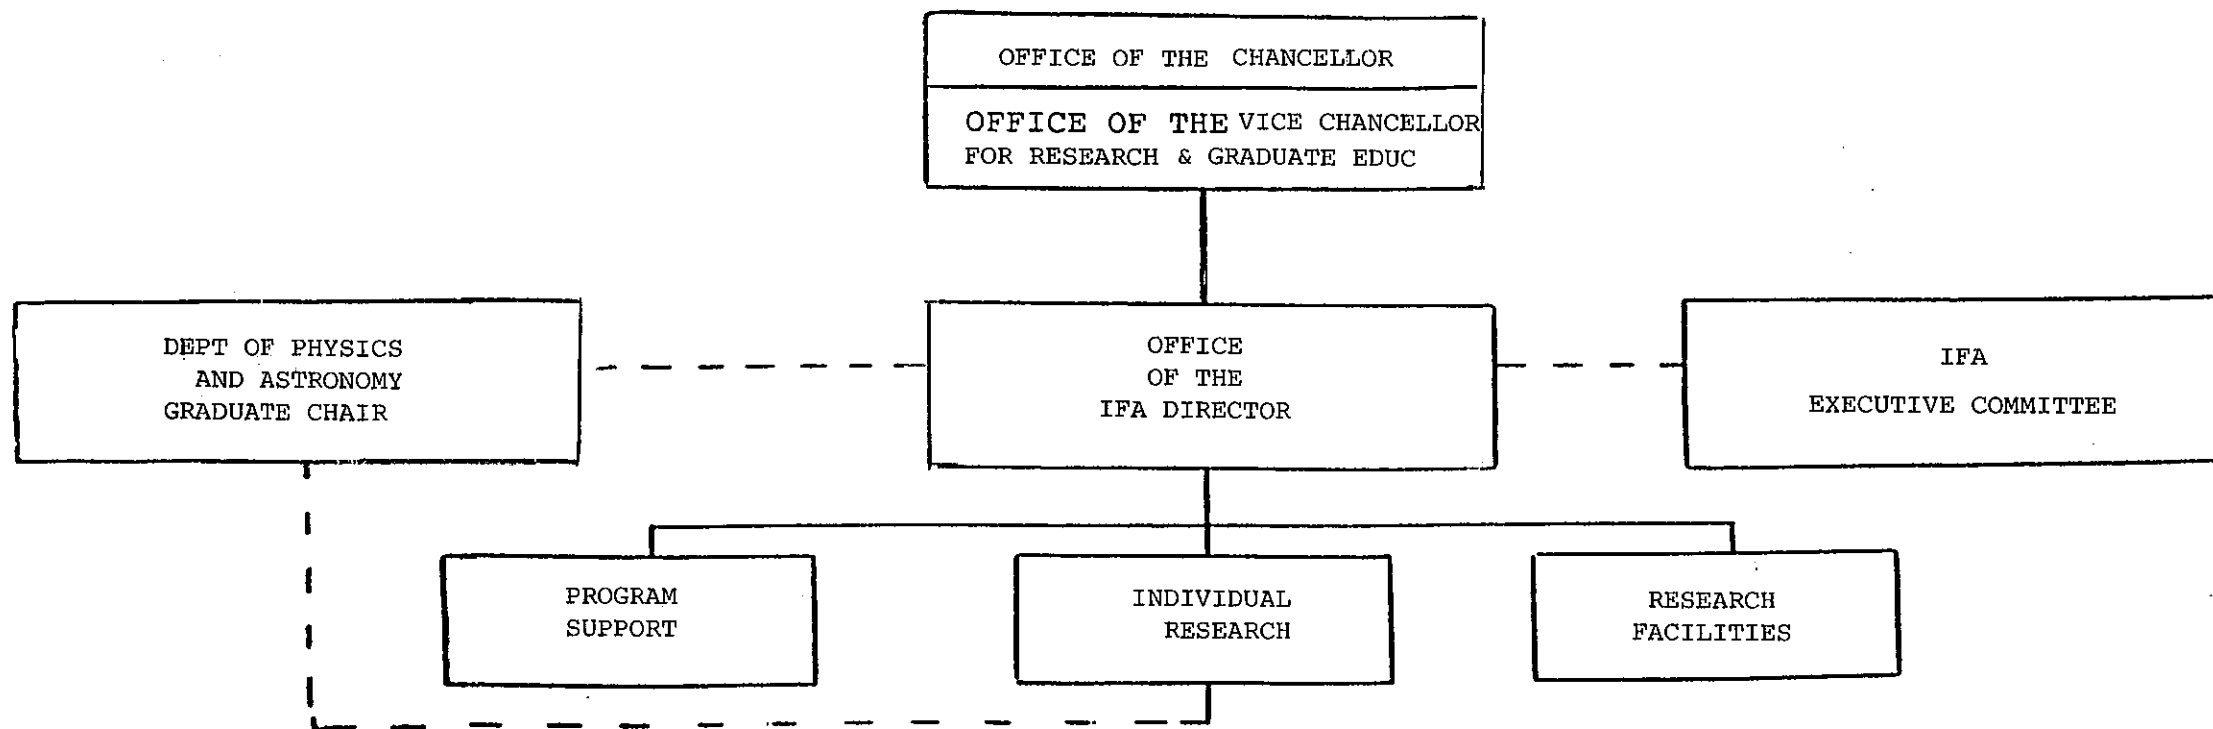 OFFICE OF THE CHANCELLOR
OFFICE OF THE VICE CHANCELLOR
FOR RESEARCH & GRADUATE EDUC
DEPT OF PHYSICS
AND ASTRONOMY
GRADUATE CHAIR
OFFICE
OF THE
IFA DIRECTOR
IFA
EXECUTIVE COMMITTEE
PROGRAM
SUPPORT
INDIVIDUAL
RESEARCH
RESEARCH
FACILITIES